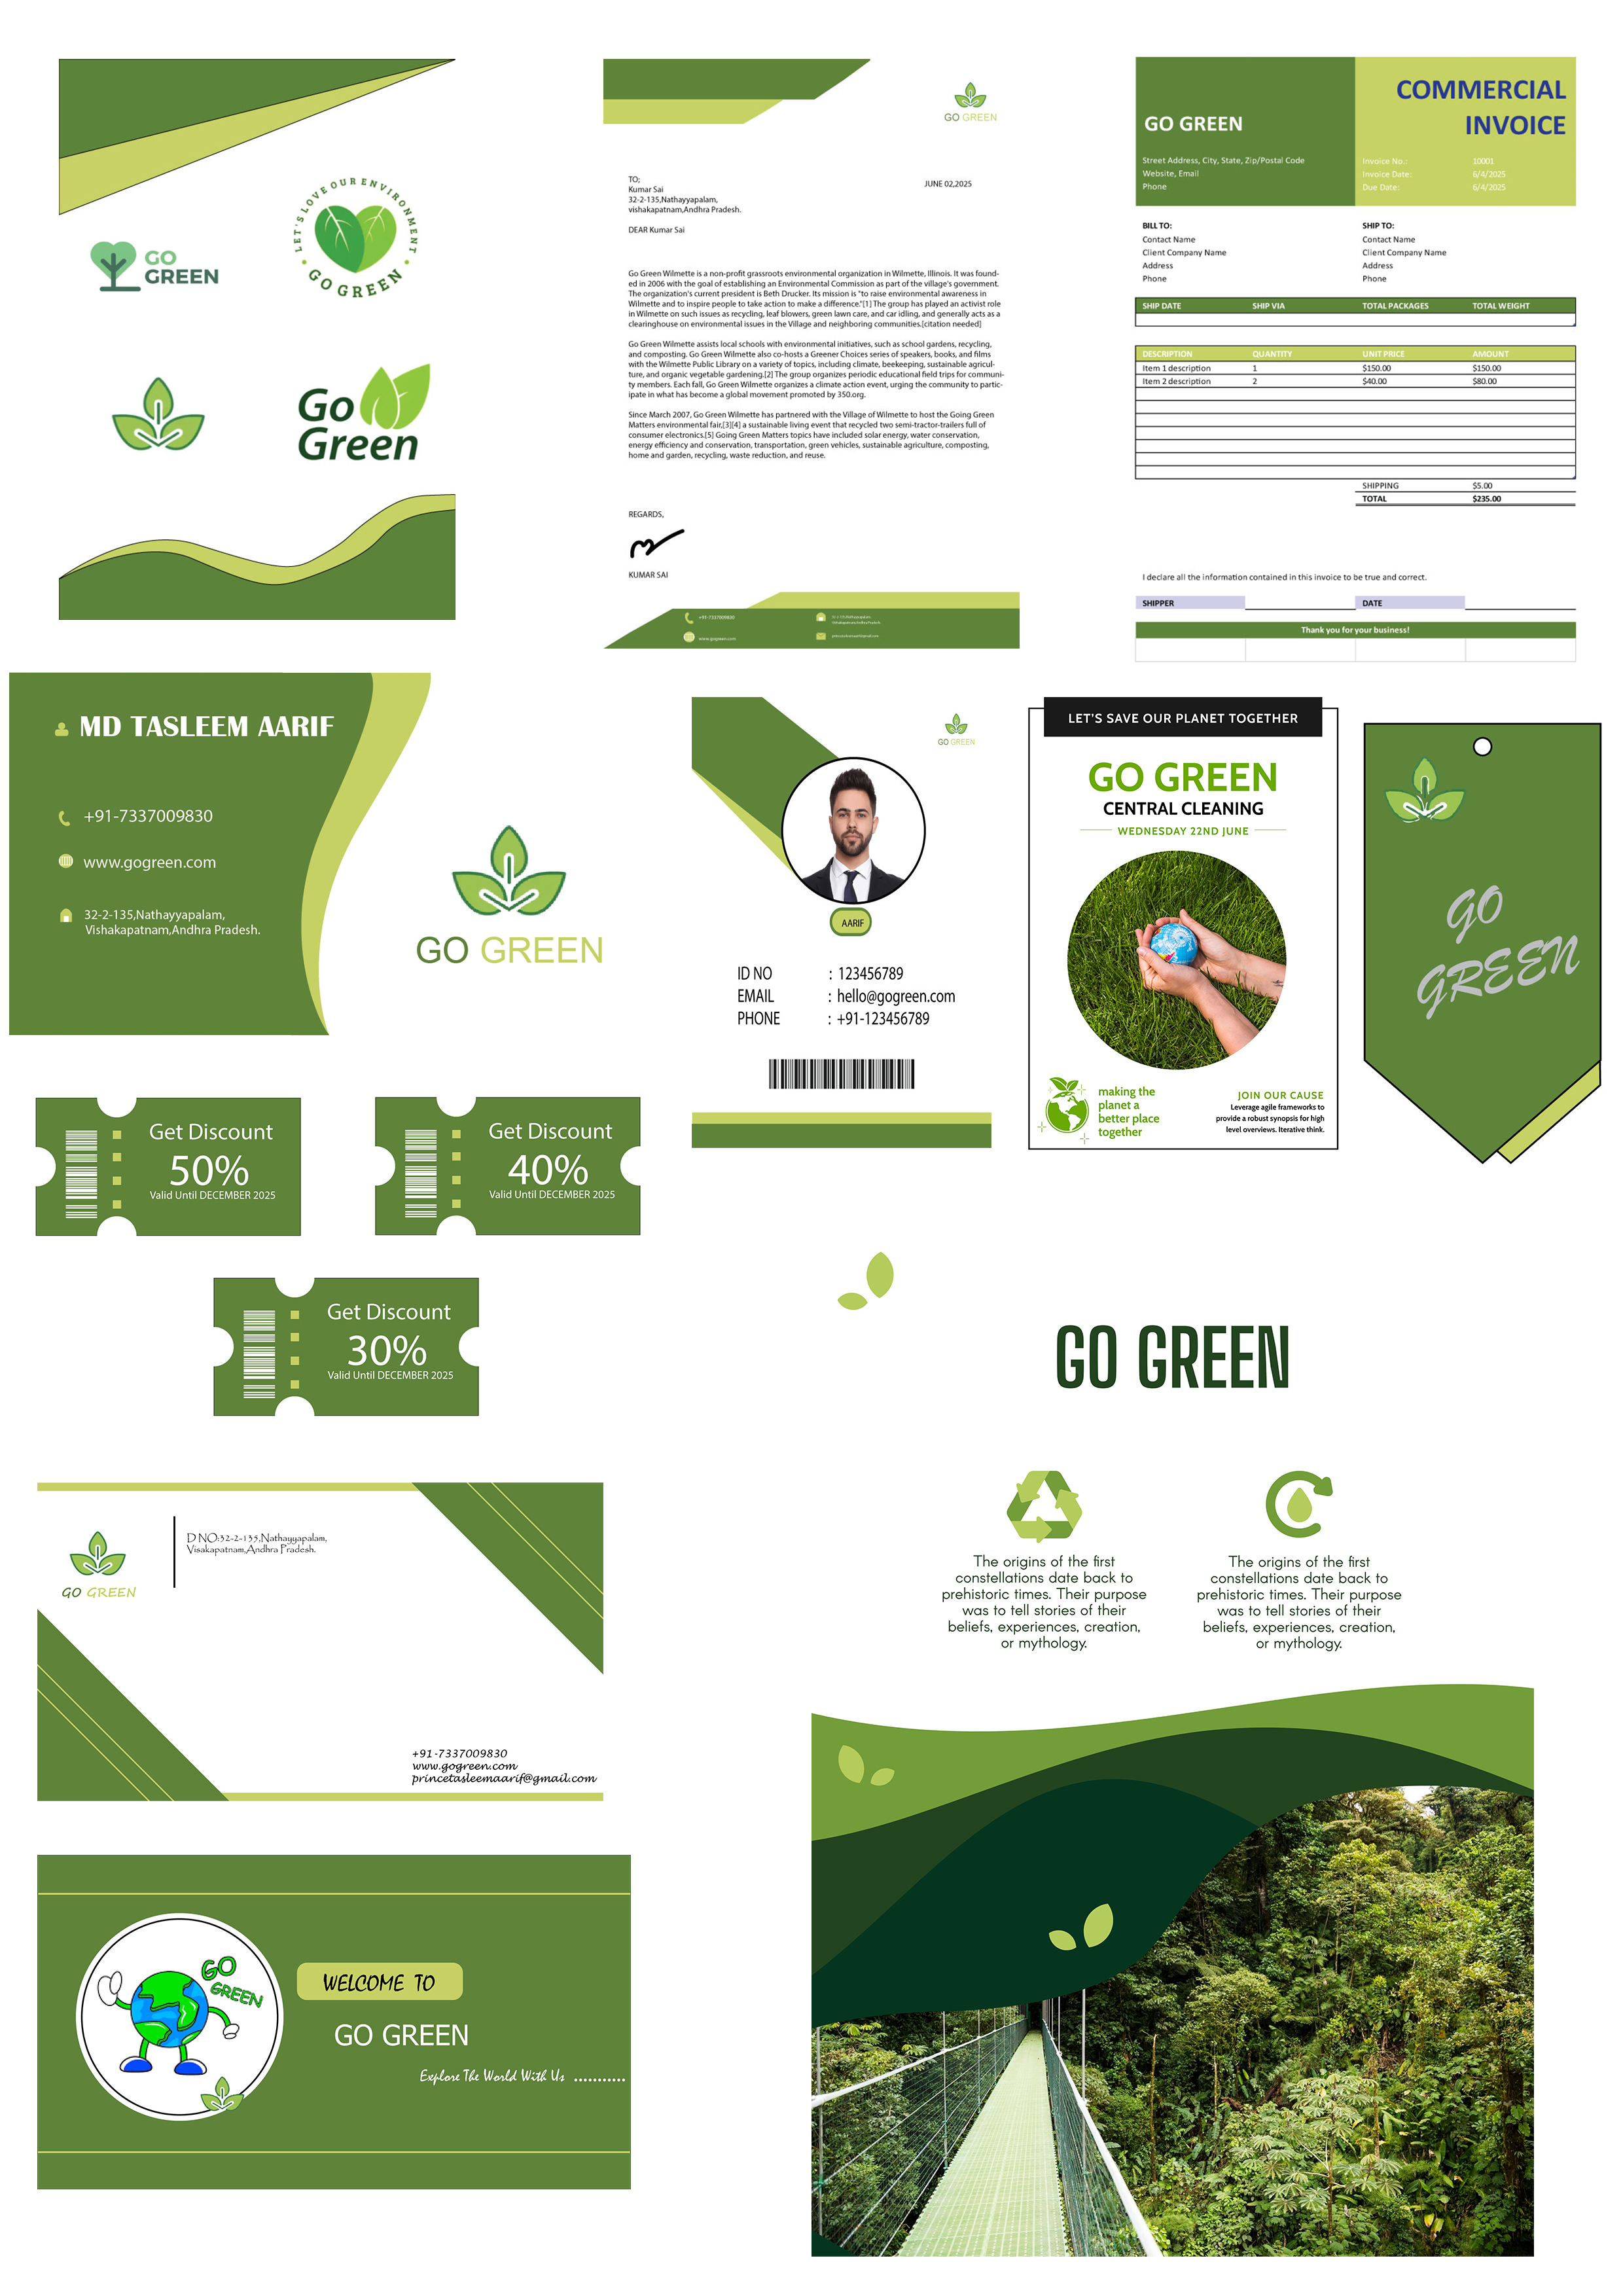 LET'S LOVE OUR ENVIRONMENT
GO GREEN
GO
GREEN
Go
Green
GO GREEN
TO;
Kumar Sai
32-2-135,Nathayyapalam,
vishakapatnam,Andhra Pradesh.
JUNE 02,2025
DEAR Kumar Sai
Go Green Wilmette is a non-profit grassroots environmental organization in Wilmette, Illinois. It was found-
ed in 2006 with the goal of establishing an Environmental Commission as part of the village's government.
The organization's current president is Beth Drucker. Its mission is "to raise environmental awareness in
Wilmette and to inspire people to take action to make a difference."[1] The group has played an activist role
in Wilmette on such issues as recycling, leaf blowers, green lawn care, and car idling, and generally acts as a
clearinghouse on environmental issues in the Village and neighboring communities.[citation needed]
Go Green Wilmette assists local schools with environmental initiatives, such as school gardens, recycling,
and composting. Go Green Wilmette also co-hosts a Greener Choices series of speakers, books, and films
with the Wilmette Public Library on a variety of topics, including climate, beekeeping, sustainable agricul-
ture, and organic vegetable gardening.[2] The group organizes periodic educational field trips for communi-
ty members. Each fall, Go Green Wilmette organizes a climate action event, urging the community to partic-
ipate in what has become a global movement promoted by 350.org.
Since March 2007, Go Green Wilmette has partnered with the Village of Wilmette to host the Going Green
Matters environmental fair,[3][4] a sustainable living event that recycled two semi-tractor-trailers full of
consumer electronics.[5] Going Green Matters topics have included solar energy, water conservation,
energy efficiency and conservation, transportation, green vehicles, sustainable agriculture, composting,
home and garden, recycling, waste reduction, and reuse.
REGARDS,
KUMAR SAI
+91-7337009830
www.gogreen.com
GO GREEN
COMMERCIAL
INVOICE
Street Address, City, State, Zip/Postal Code
Website, Email
Phone
Invoice No.: 10001
Invoice Date: 6/4/2025
Due Date: 6/4/2025
BILL TO: SHIP TO:
Contact Name Contact Name
Client Company Name Client Company Name
Address Address
Phone Phone
SHIP DATE SHIP VIA TOTAL PACKAGES TOTAL WEIGHT
DESCRIPTION QUANTITY UNIT PRICE AMOUNT
Item 1 description 1 $150.00 $150.00
Item 2 description 2 $40.00 $80.00
SHIPPING $5.00
TOTAL $235.00
I declare all the information contained in this invoice to be true and correct.
SHIPPER DATE
Thank you for your business!
MD TASLEEM AARIF
+91-7337009830
www.gogreen.com
32-2-135,Nathayyapalam,
Vishakapatnam,Andhra Pradesh.
GO GREEN
GO GREEN
AARIF
ID NO : 123456789
EMAIL : hello@gogreen.com
PHONE : +91-123456789
LET'S SAVE OUR PLANET TOGETHER
GO GREEN
CENTRAL CLEANING
WEDNESDAY 22ND JUNE
making the
planet a
better place
together
JOIN OUR CAUSE
Leverage agile frameworks to
provide a robust synopsis for high
level overviews. Iterative think.
GO
GREEN
Get Discount
50%
Valid Until DECEMBER 2025
Get Discount
40%
Valid Until DECEMBER 2025
Get Discount
30%
Valid Until DECEMBER 2025
GO GREEN
The origins of the first
constellations date back to
prehistoric times. Their purpose
was to tell stories of their
beliefs, experiences, creation,
or mythology.
The origins of the first
constellations date back to
prehistoric times. Their purpose
was to tell stories of their
beliefs, experiences, creation,
or mythology.
GO GREEN
D NO:32-2-135,Nathayyapalam,
Visakapatnam,Andhra Pradesh.
+91-7337009830
www.gogreen.com
princetasleemaarif@gmail.com
GO
GREEN
WELCOME TO
GO GREEN
Explore The World With Us ...........